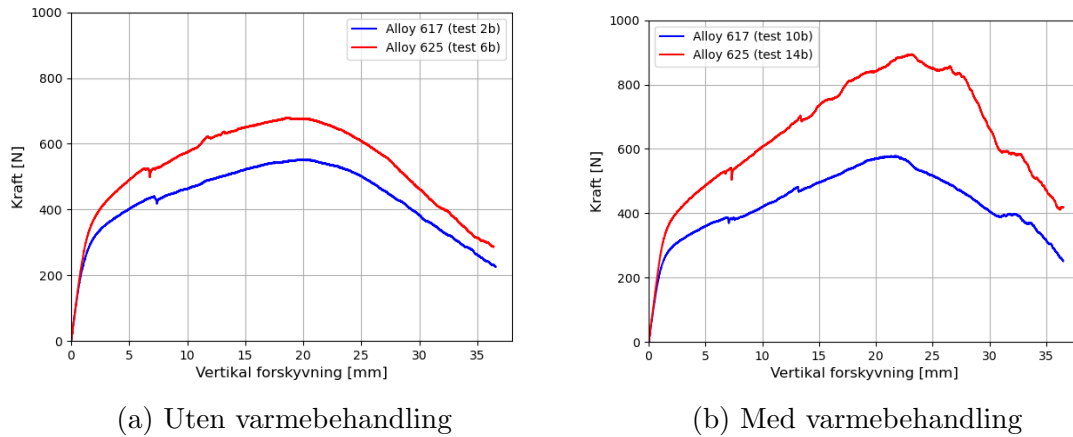 1000
800
600
400
200
0
Kraft [N]
Alloy 617 (test 2b)
Alloy 625 (test 6b)
0 5 10 15 20 25 30 35
Vertikal forskyvning [mm]
(a) Uten varmebehandling
1000
800
600
400
200
0
Kraft [N]
Alloy 617 (test 10b)
Alloy 625 (test 14b)
0 5 10 15 20 25 30 35
Vertikal forskyvning [mm]
(b) Med varmebehandling